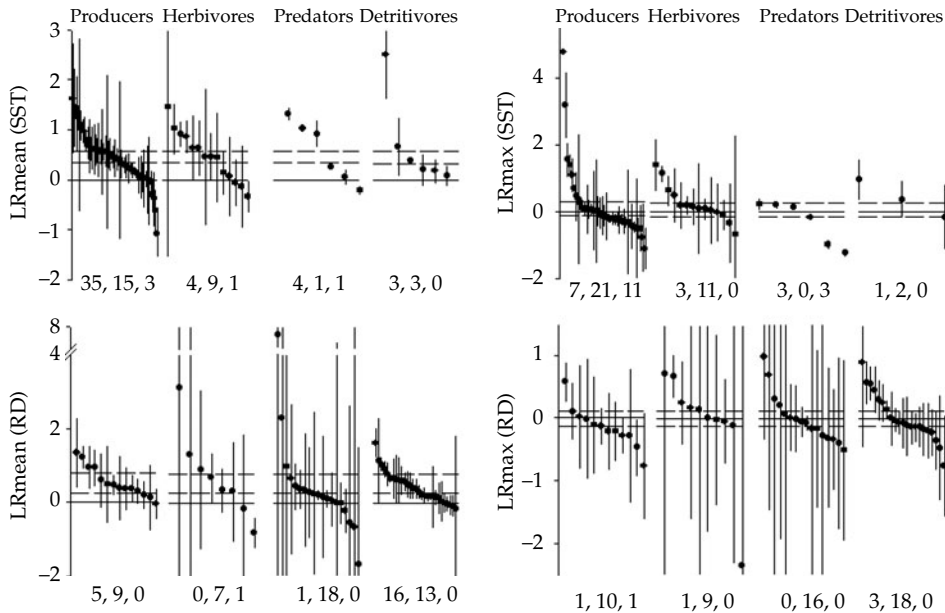 Producers Herbivores Predators Detritivores
LRmean (SST)
3
2
1
0
−1
−2
35, 15, 3 4, 9, 1 4, 1, 1 3, 3, 0
Producers Herbivores Predators Detritivores
LRmax (SST)
4
2
0
−2
7, 21, 11 3, 11, 0 3, 0, 3 1, 2, 0
LRmean (RD)
8
4
2
0
−2
5, 9, 0 0, 7, 1 1, 18, 0 16, 13, 0
LRmax (RD)
1
0
−1
−2
1, 10, 1 1, 9, 0 0, 16, 0 3, 18, 0